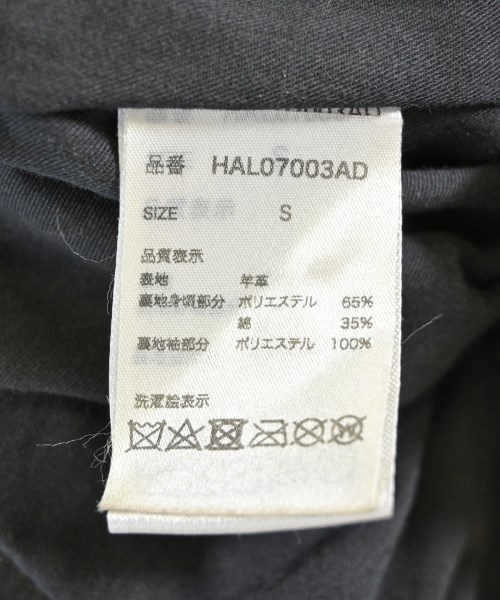 品番 HAL07003AD
SIZE S
品質表示
表地 羊革
裏地身頃部分 ポリエステル 65%
綿 35%
裏地袖部分 ポリエステル 100%
洗濯絵表示